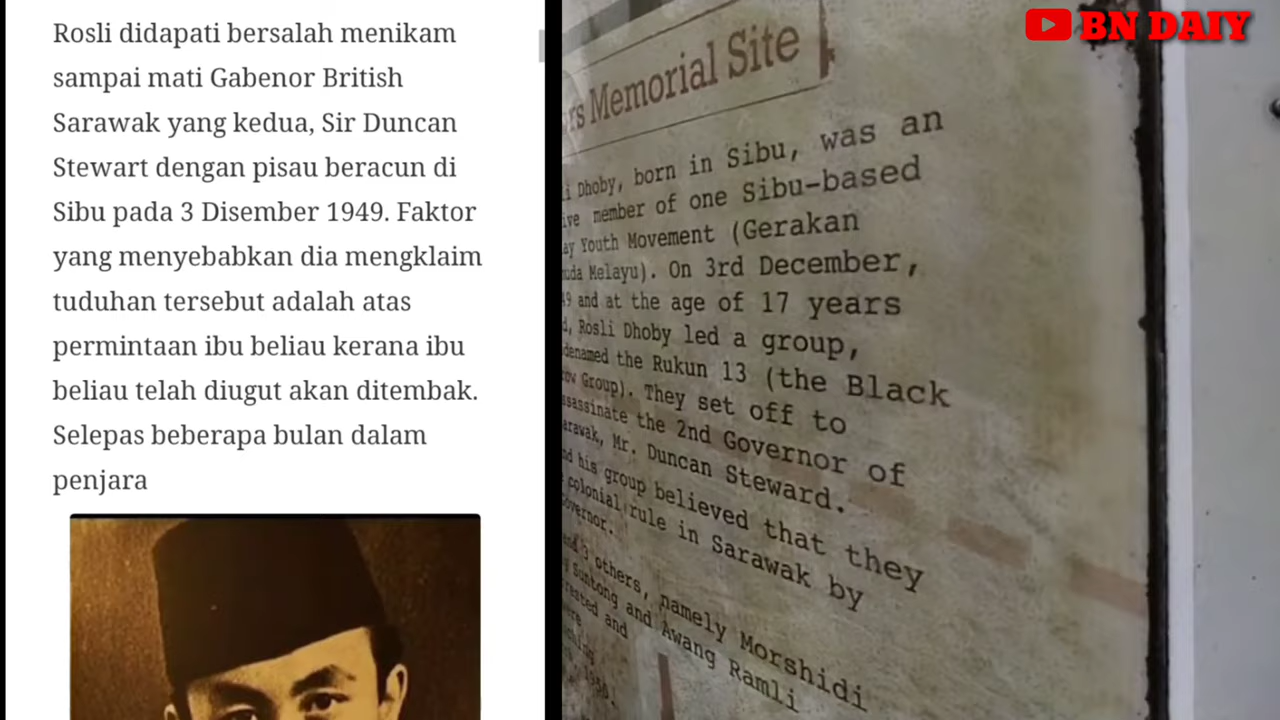 Rosli didapati bersalah menikam
sampai mati Gabenor British
Sarawak yang kedua, Sir Duncan
Stewart dengan pisau beracun di
Sibu pada 3 Disember 1949. Faktor
yang menyebabkan dia mengklaim
tuduhan tersebut adalah atas
permintaan ibu beliau kerana ibu
beliau telah diugut akan ditembak.
Selepas beberapa bulan dalam
penjara
BN DAIY
Memorial Site
Dhoby, born in Sibu, was an
member of one Sibu-based
Youth Movement (Gerakan
Melayu). On 3rd December,
and at the age of 17 years
Rosli Dhoby led a group,
the Rukun 13 (the Black
Group). They set off to
the 2nd Governor of
Mr. Duncan Steward.
his group believed that they
colonial rule in Sarawak by
3 others, namely Morshidi
and Awang Ramli
and